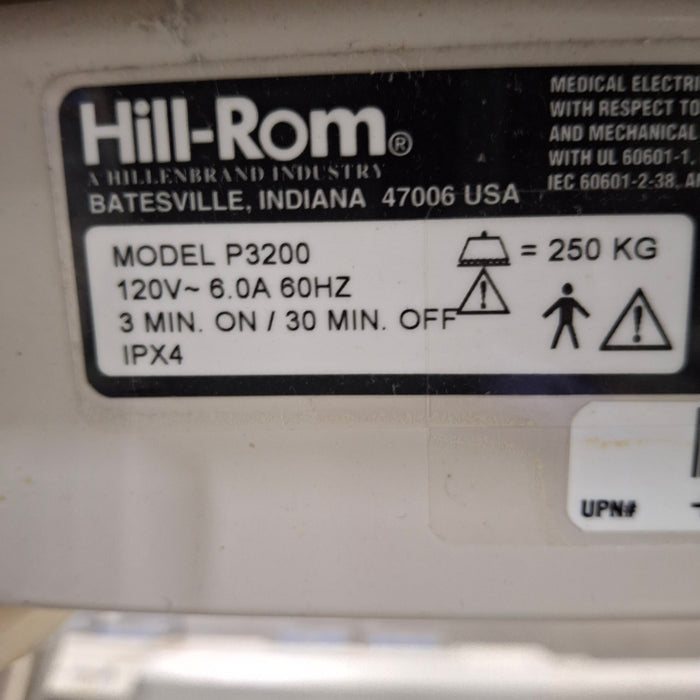 Hill-Rom®
A HILLENBRAND INDUSTRY
BATESVILLE, INDIANA 47006 USA
MEDICAL ELECTRI
WITH RESPECT TO
AND MECHANICAL
WITH UL 60601-1
IEC 60601-2-38, A
MODEL P3200
120V~ 6.0A 60HZ
3 MIN. ON / 30 MIN. OFF
IPX4
= 250 KG
UPN#